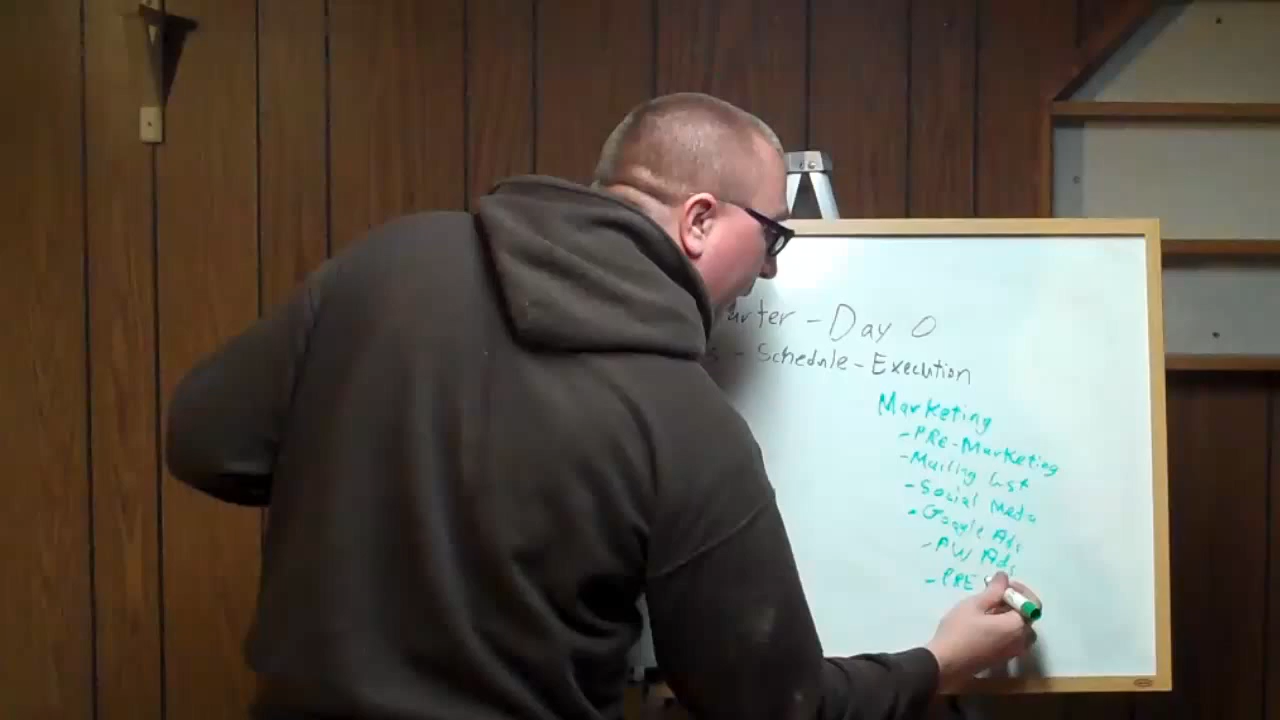 arter - Day 0
s - Schedule - Execution
Marketing
- PRE-Marketing
- Mailing List
- Social Media
- Google Ads
- PW Ads
- PRE